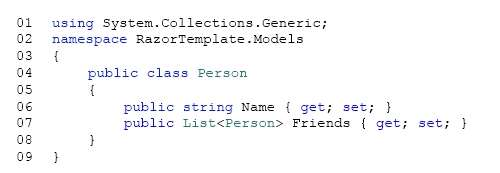 01 using System.Collections.Generic;
02 namespace RazorTemplate.Models
03 {
04 public class Person
05 {
06 public string Name { get; set; }
07 public List<Person> Friends { get; set; }
08 }
09 }